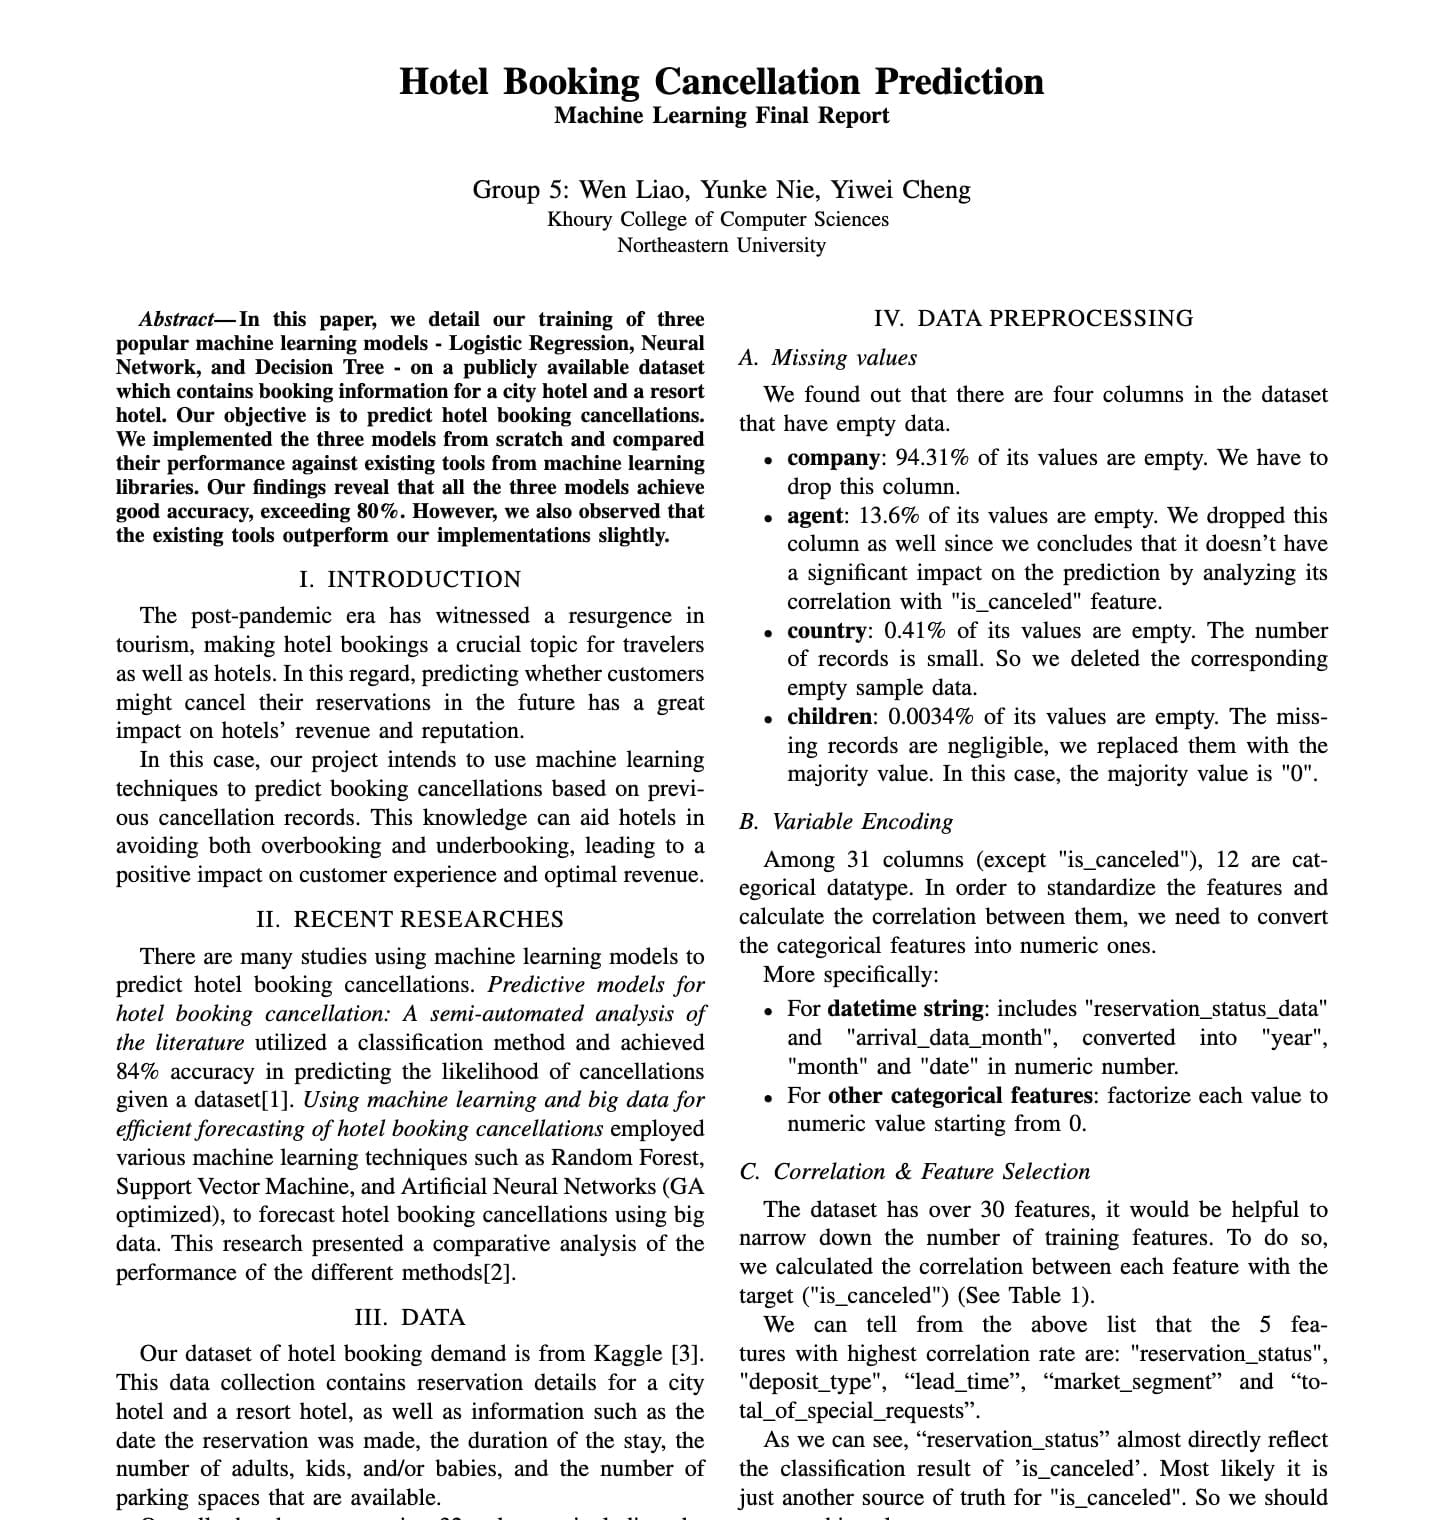 Hotel Booking Cancellation Prediction
Machine Learning Final Report
Group 5: Wen Liao, Yunke Nie, Yiwei Cheng
Khoury College of Computer Sciences
Northeastern University
Abstract—In this paper, we detail our training of three
popular machine learning models - Logistic Regression, Neural
Network, and Decision Tree - on a publicly available dataset
which contains booking information for a city hotel and a resort
hotel. Our objective is to predict hotel booking cancellations.
We implemented the three models from scratch and compared
their performance against existing tools from machine learning
libraries. Our findings reveal that all the three models achieve
good accuracy, exceeding 80%. However, we also observed that
the existing tools outperform our implementations slightly.
I. INTRODUCTION
The post-pandemic era has witnessed a resurgence in
tourism, making hotel bookings a crucial topic for travelers
as well as hotels. In this regard, predicting whether customers
might cancel their reservations in the future has a great
impact on hotels’ revenue and reputation.
In this case, our project intends to use machine learning
techniques to predict booking cancellations based on previ-
ous cancellation records. This knowledge can aid hotels in
avoiding both overbooking and underbooking, leading to a
positive impact on customer experience and optimal revenue.
II. RECENT RESEARCHES
There are many studies using machine learning models to
predict hotel booking cancellations. Predictive models for
hotel booking cancellation: A semi-automated analysis of
the literature utilized a classification method and achieved
84% accuracy in predicting the likelihood of cancellations
given a dataset[1]. Using machine learning and big data for
efficient forecasting of hotel booking cancellations employed
various machine learning techniques such as Random Forest,
Support Vector Machine, and Artificial Neural Networks (GA
optimized), to forecast hotel booking cancellations using big
data. This research presented a comparative analysis of the
performance of the different methods[2].
III. DATA
Our dataset of hotel booking demand is from Kaggle [3].
This data collection contains reservation details for a city
hotel and a resort hotel, as well as information such as the
date the reservation was made, the duration of the stay, the
number of adults, kids, and/or babies, and the number of
parking spaces that are available.
IV. DATA PREPROCESSING
A. Missing values
We found out that there are four columns in the dataset
that have empty data.
• company: 94.31% of its values are empty. We have to
drop this column.
• agent: 13.6% of its values are empty. We dropped this
column as well since we concludes that it doesn’t have
a significant impact on the prediction by analyzing its
correlation with "is_canceled" feature.
• country: 0.41% of its values are empty. The number
of records is small. So we deleted the corresponding
empty sample data.
• children: 0.0034% of its values are empty. The miss-
ing records are negligible, we replaced them with the
majority value. In this case, the majority value is "0".
B. Variable Encoding
Among 31 columns (except "is_canceled"), 12 are cat-
egorical datatype. In order to standardize the features and
calculate the correlation between them, we need to convert
the categorical features into numeric ones.
More specifically:
• For datetime string: includes "reservation_status_data"
and "arrival_data_month", converted into "year",
"month" and "date" in numeric number.
• For other categorical features: factorize each value to
numeric value starting from 0.
C. Correlation & Feature Selection
The dataset has over 30 features, it would be helpful to
narrow down the number of training features. To do so,
we calculated the correlation between each feature with the
target ("is_canceled") (See Table 1).
We can tell from the above list that the 5 fea-
tures with highest correlation rate are: "reservation_status",
"deposit_type", “lead_time”, “market_segment” and “to-
tal_of_special_requests”.
As we can see, “reservation_status” almost directly reflect
the classification result of ’is_canceled’. Most likely it is
just another source of truth for "is_canceled". So we should